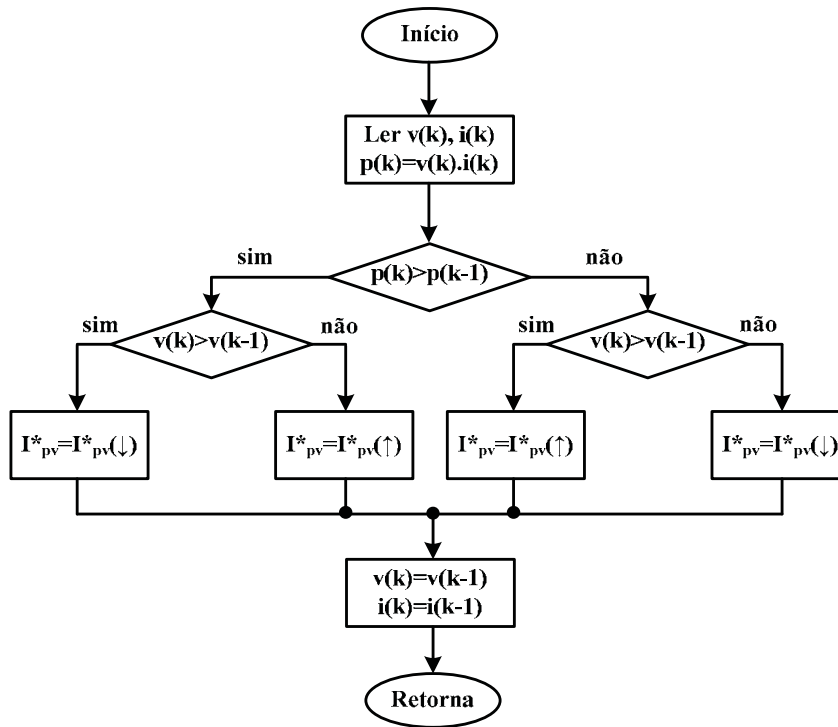 Início
Ler v(k), i(k)
p(k)=v(k).i(k)
sim
p(k)>p(k-1)
não
sim
v(k)>v(k-1)
não
sim
v(k)>v(k-1)
não
I*pv=I*pv(↓)
I*pv=I*pv(↑)
I*pv=I*pv(↑)
I*pv=I*pv(↓)
v(k)=v(k-1)
i(k)=i(k-1)
Retorna